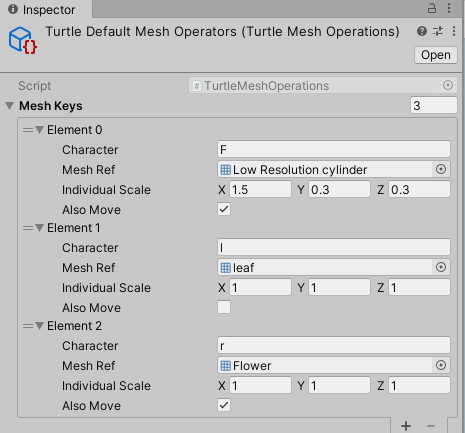 Inspector
Turtle Default Mesh Operators (Turtle Mesh Operations)
Open
Script TurtleMeshOperations
Mesh Keys 3
Element 0
Character F
Mesh Ref Low Resolution cylinder
Individual Scale X 1.5 Y 0.3 Z 0.3
Also Move
Element 1
Character l
Mesh Ref leaf
Individual Scale X 1 Y 1 Z 1
Also Move
Element 2
Character r
Mesh Ref Flower
Individual Scale X 1 Y 1 Z 1
Also Move